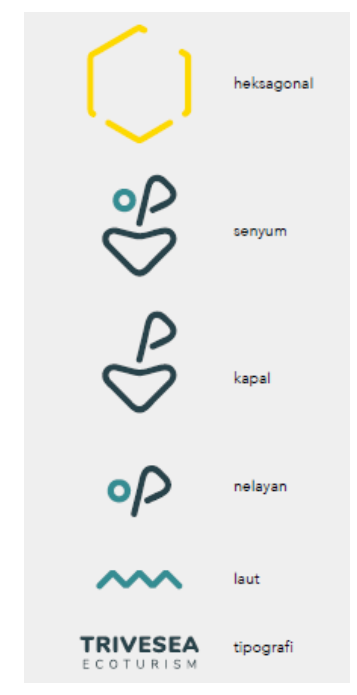 heksagonal
senyum
kapal
nelayan
laut
TRIVESEA
ECOTURISM
tipografi